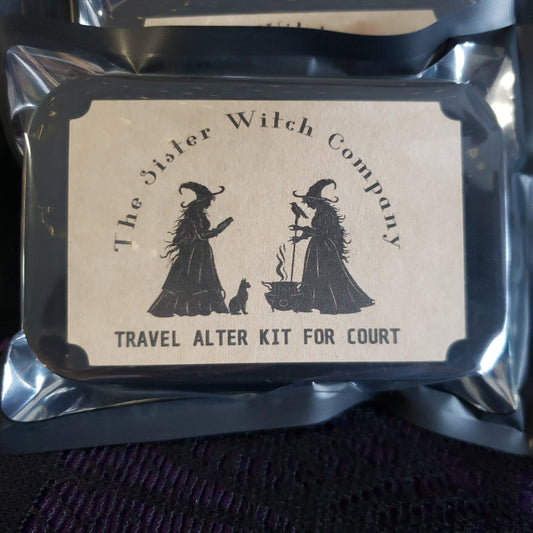 The Sister Witch Company
TRAVEL ALTER KIT FOR COURT